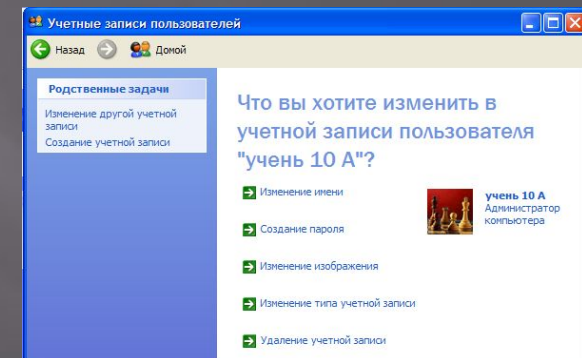 Учетные записи пользователей
Назад
Домой
Родственные задачи
Изменение другой учетной
записи
Создание учетной записи
Что вы хотите изменить в
учетной записи пользователя
"учень 10 А"?
Изменение имени
учень 10 А
Администратор
компьютера
Создание пароля
Изменение изображения
Изменение типа учетной записи
Удаление учетной записи